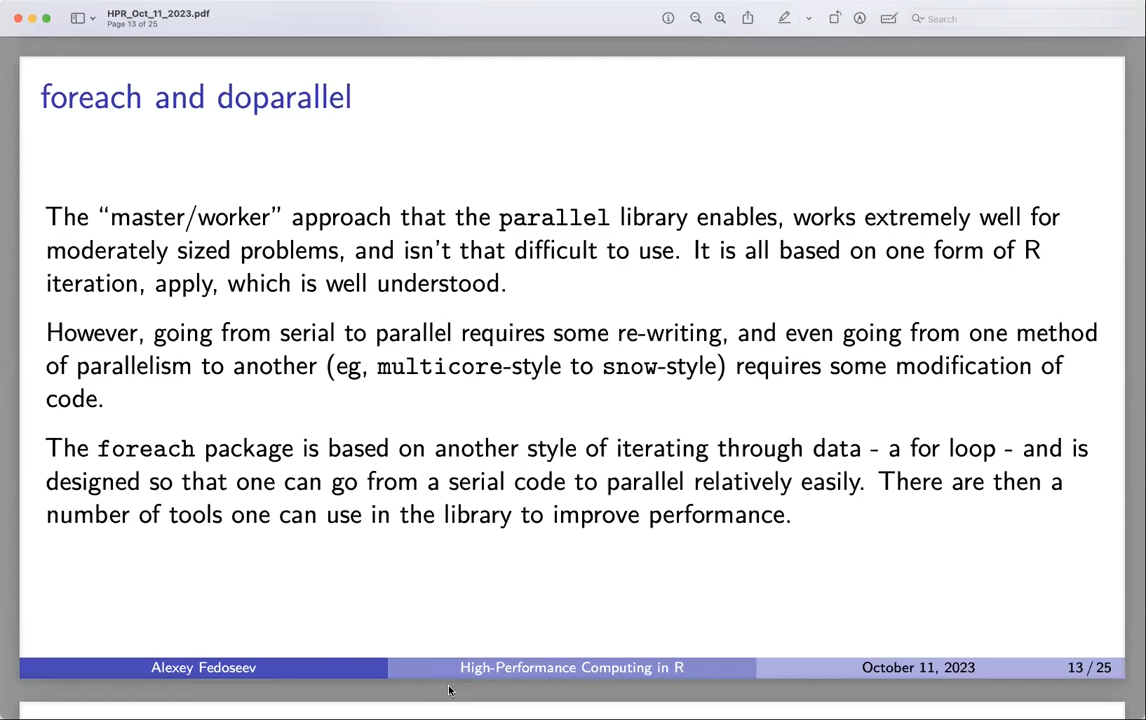 HPR_Oct_11_2023.pdf
Page 13 of 25
Search
foreach and doparallel
The “master/worker” approach that the parallel library enables, works extremely well for
moderately sized problems, and isn’t that difficult to use. It is all based on one form of R
iteration, apply, which is well understood.
However, going from serial to parallel requires some re-writing, and even going from one method
of parallelism to another (eg, multicore-style to snow-style) requires some modification of
code.
The foreach package is based on another style of iterating through data - a for loop - and is
designed so that one can go from a serial code to parallel relatively easily. There are then a
number of tools one can use in the library to improve performance.
Alexey Fedoseev High-Performance Computing in R October 11, 2023 13 / 25